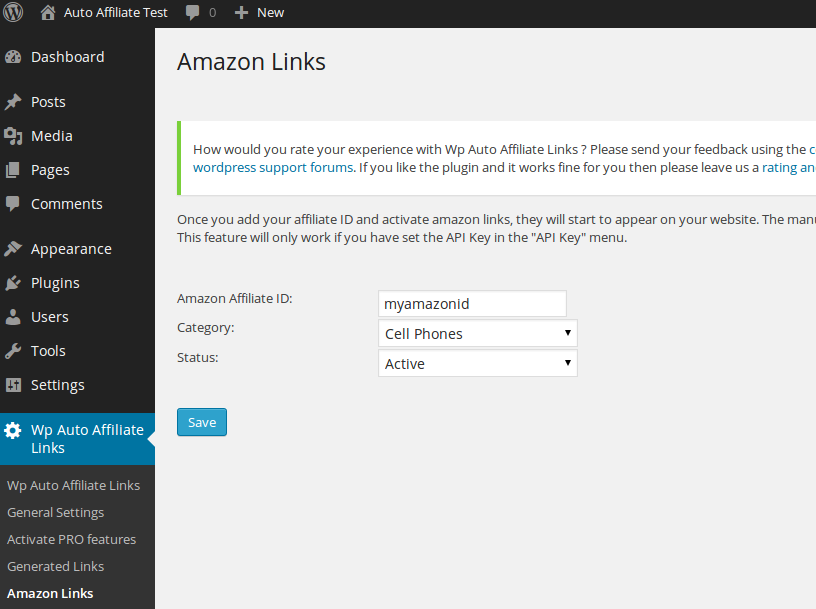 Auto Affiliate Test 0 New
Dashboard
Posts
Media
Pages
Comments
Appearance
Plugins
Users
Tools
Settings
Wp Auto Affiliate
Links
Wp Auto Affiliate Links
General Settings
Activate PRO features
Generated Links
Amazon Links
Amazon Links
How would you rate your experience with Wp Auto Affiliate Links ? Please send your feedback using the
wordpress support forums. If you like the plugin and it works fine for you then please leave us a rating
Once you add your affiliate ID and activate amazon links, they will start to appear on your website. The
This feature will only work if you have set the API Key in the "API Key" menu.
Amazon Affiliate ID: myamazonid
Category: Cell Phones
Status: Active
Save